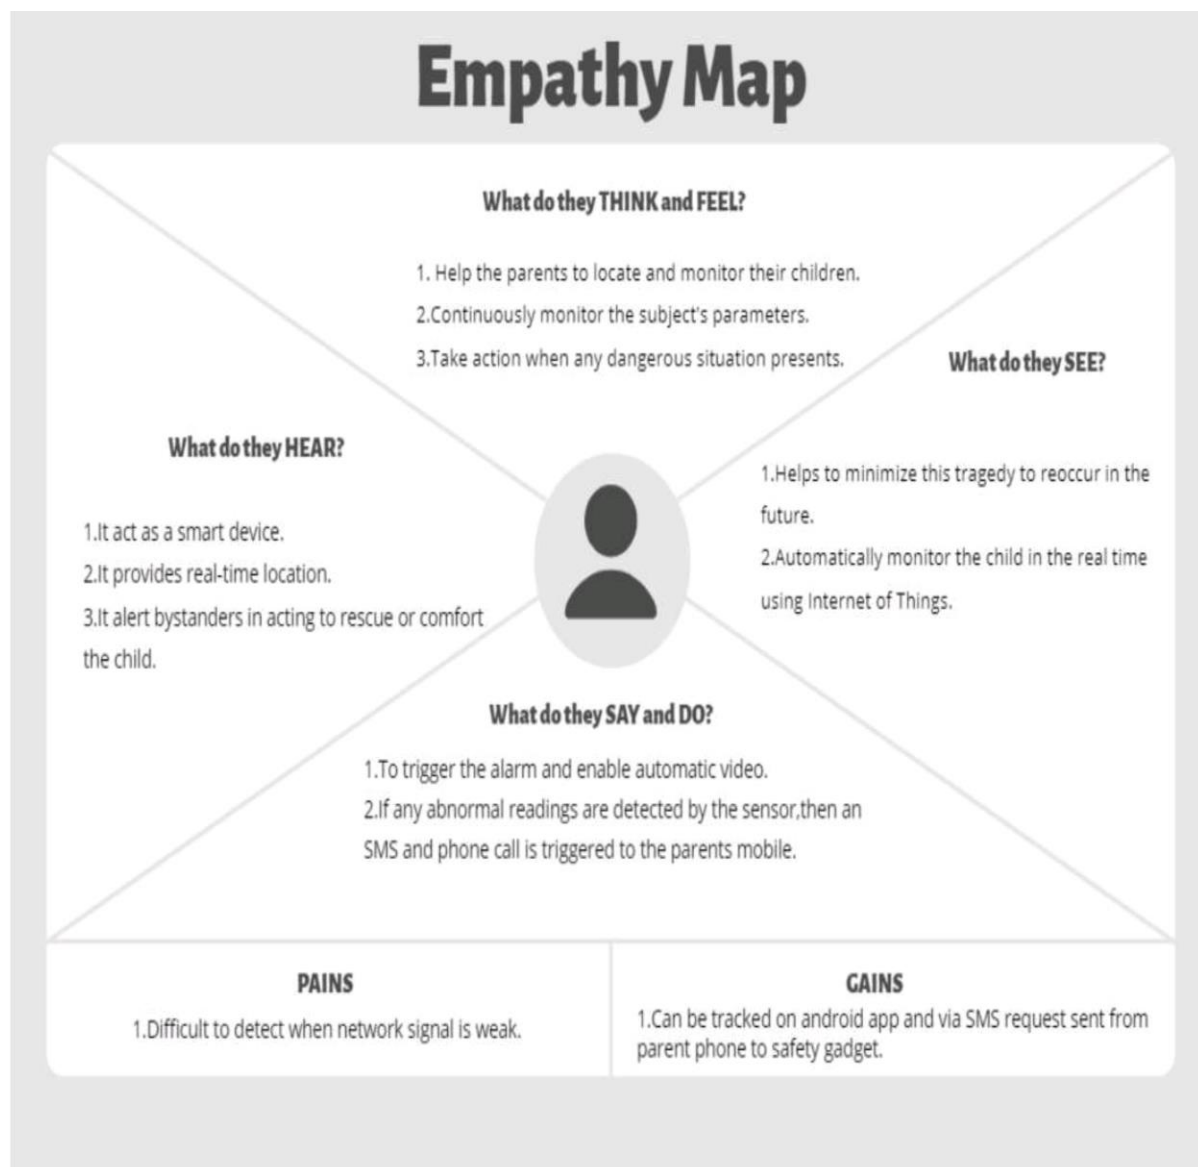 Empathy Map
What do they THINK and FEEL?
1. Help the parents to locate and monitor their children.
2.Continuously monitor the subject's parameters.
3.Take action when any dangerous situation presents.
What do they SEE?
1.Helps to minimize this tragedy to reoccur in the
future.
2.Automatically monitor the child in the real time
using Internet of Things.
What do they HEAR?
1.It act as a smart device.
2.It provides real-time location.
3.It alert bystanders in acting to rescue or comfort
the child.
What do they SAY and DO?
1.To trigger the alarm and enable automatic video.
2.If any abnormal readings are detected by the sensor,then an
SMS and phone call is triggered to the parents mobile.
PAINS
1.Difficult to detect when network signal is weak.
GAINS
1.Can be tracked on android app and via SMS request sent from
parent phone to safety gadget.